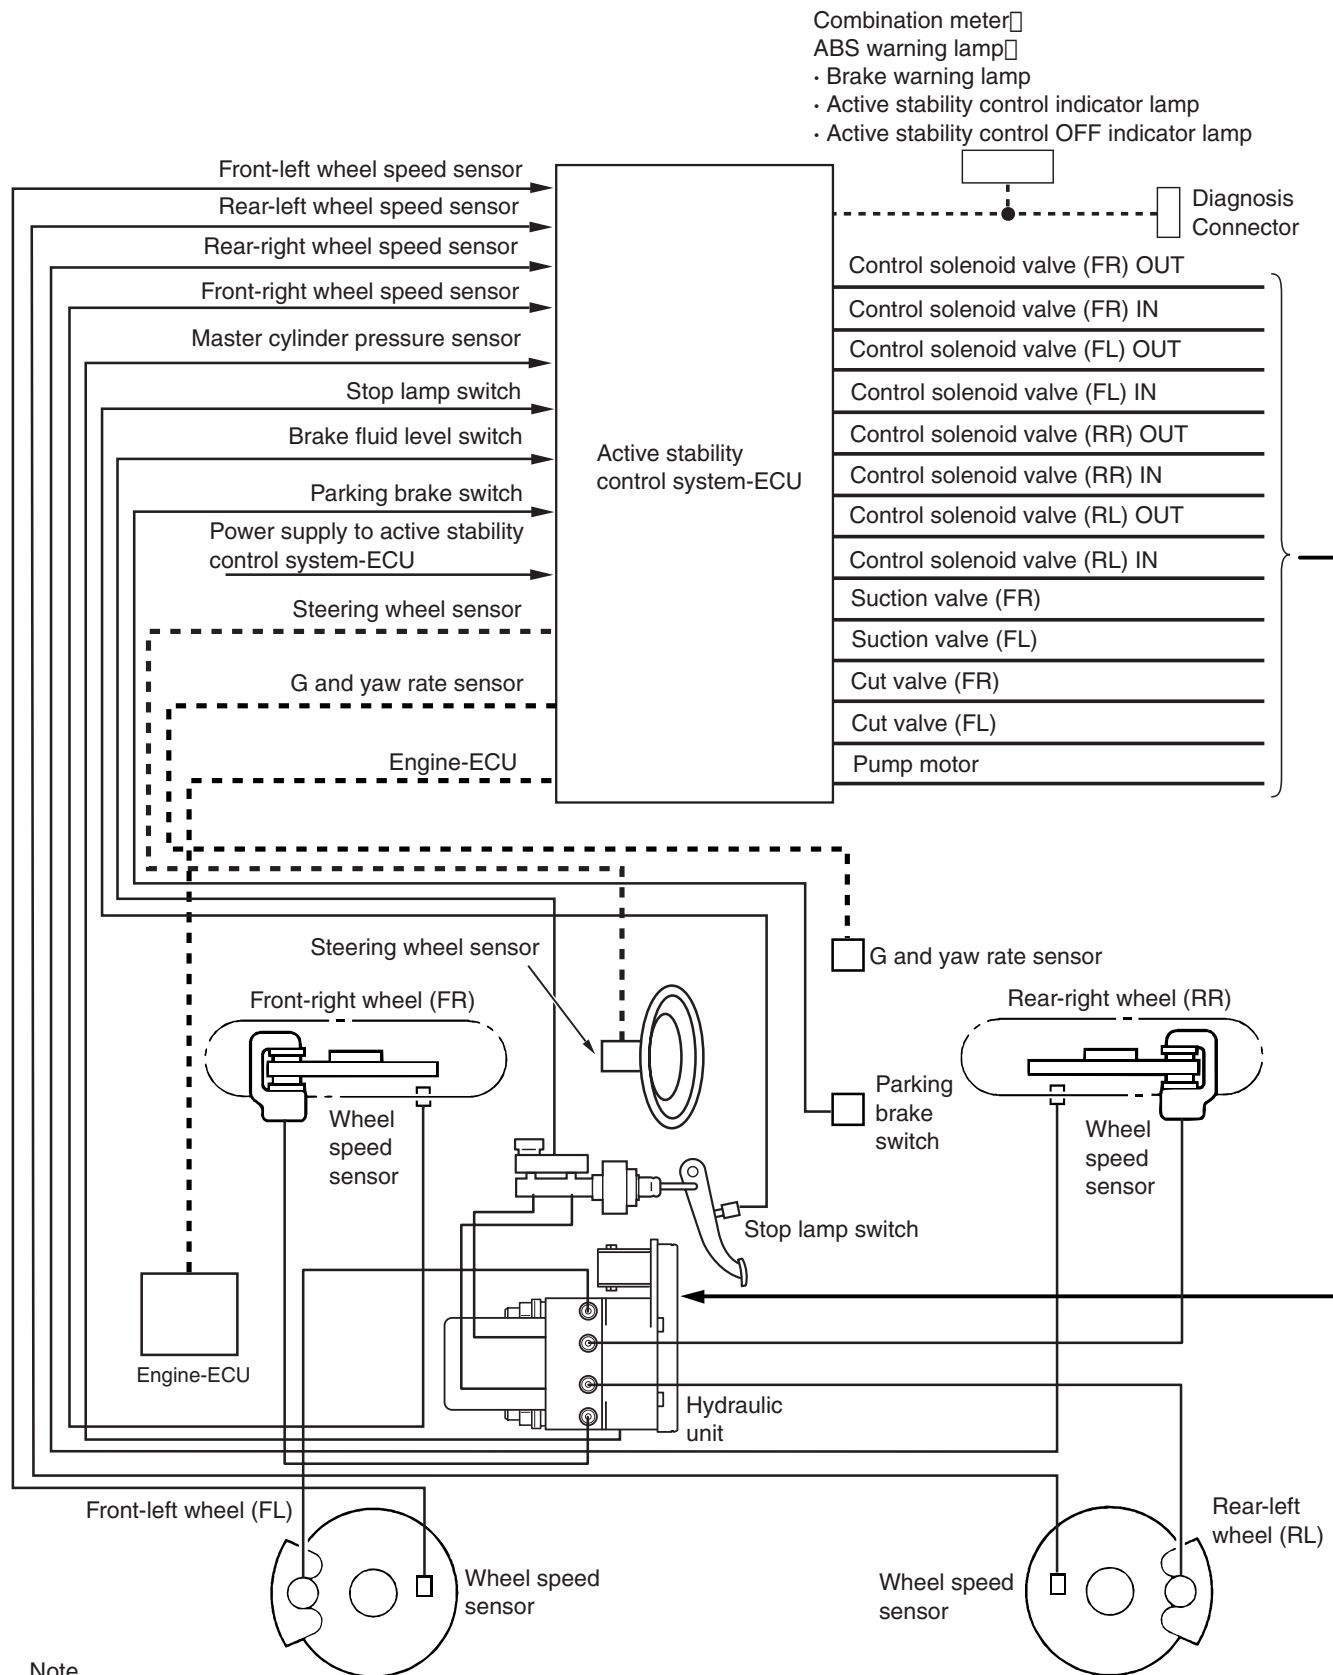 Combination meter
ABS warning lamp
· Brake warning lamp
· Active stability control indicator lamp
· Active stability control OFF indicator lamp
Front-left wheel speed sensor
Rear-left wheel speed sensor
Rear-right wheel speed sensor
Front-right wheel speed sensor
Master cylinder pressure sensor
Stop lamp switch
Brake fluid level switch
Parking brake switch
Power supply to active stability
control system-ECU
Steering wheel sensor
G and yaw rate sensor
Engine-ECU
Active stability
control system-ECU
Diagnosis
Connector
Control solenoid valve (FR) OUT
Control solenoid valve (FR) IN
Control solenoid valve (FL) OUT
Control solenoid valve (FL) IN
Control solenoid valve (RR) OUT
Control solenoid valve (RR) IN
Control solenoid valve (RL) OUT
Control solenoid valve (RL) IN
Suction valve (FR)
Suction valve (FL)
Cut valve (FR)
Cut valve (FL)
Pump motor
Steering wheel sensor
G and yaw rate sensor
Front-right wheel (FR)
Rear-right wheel (RR)
Wheel
speed
sensor
Parking
brake
switch
Wheel
speed
sensor
Stop lamp switch
Engine-ECU
Hydraulic
unit
Front-left wheel (FL)
Rear-left
wheel (RL)
Wheel speed
sensor
Wheel speed
sensor
Note